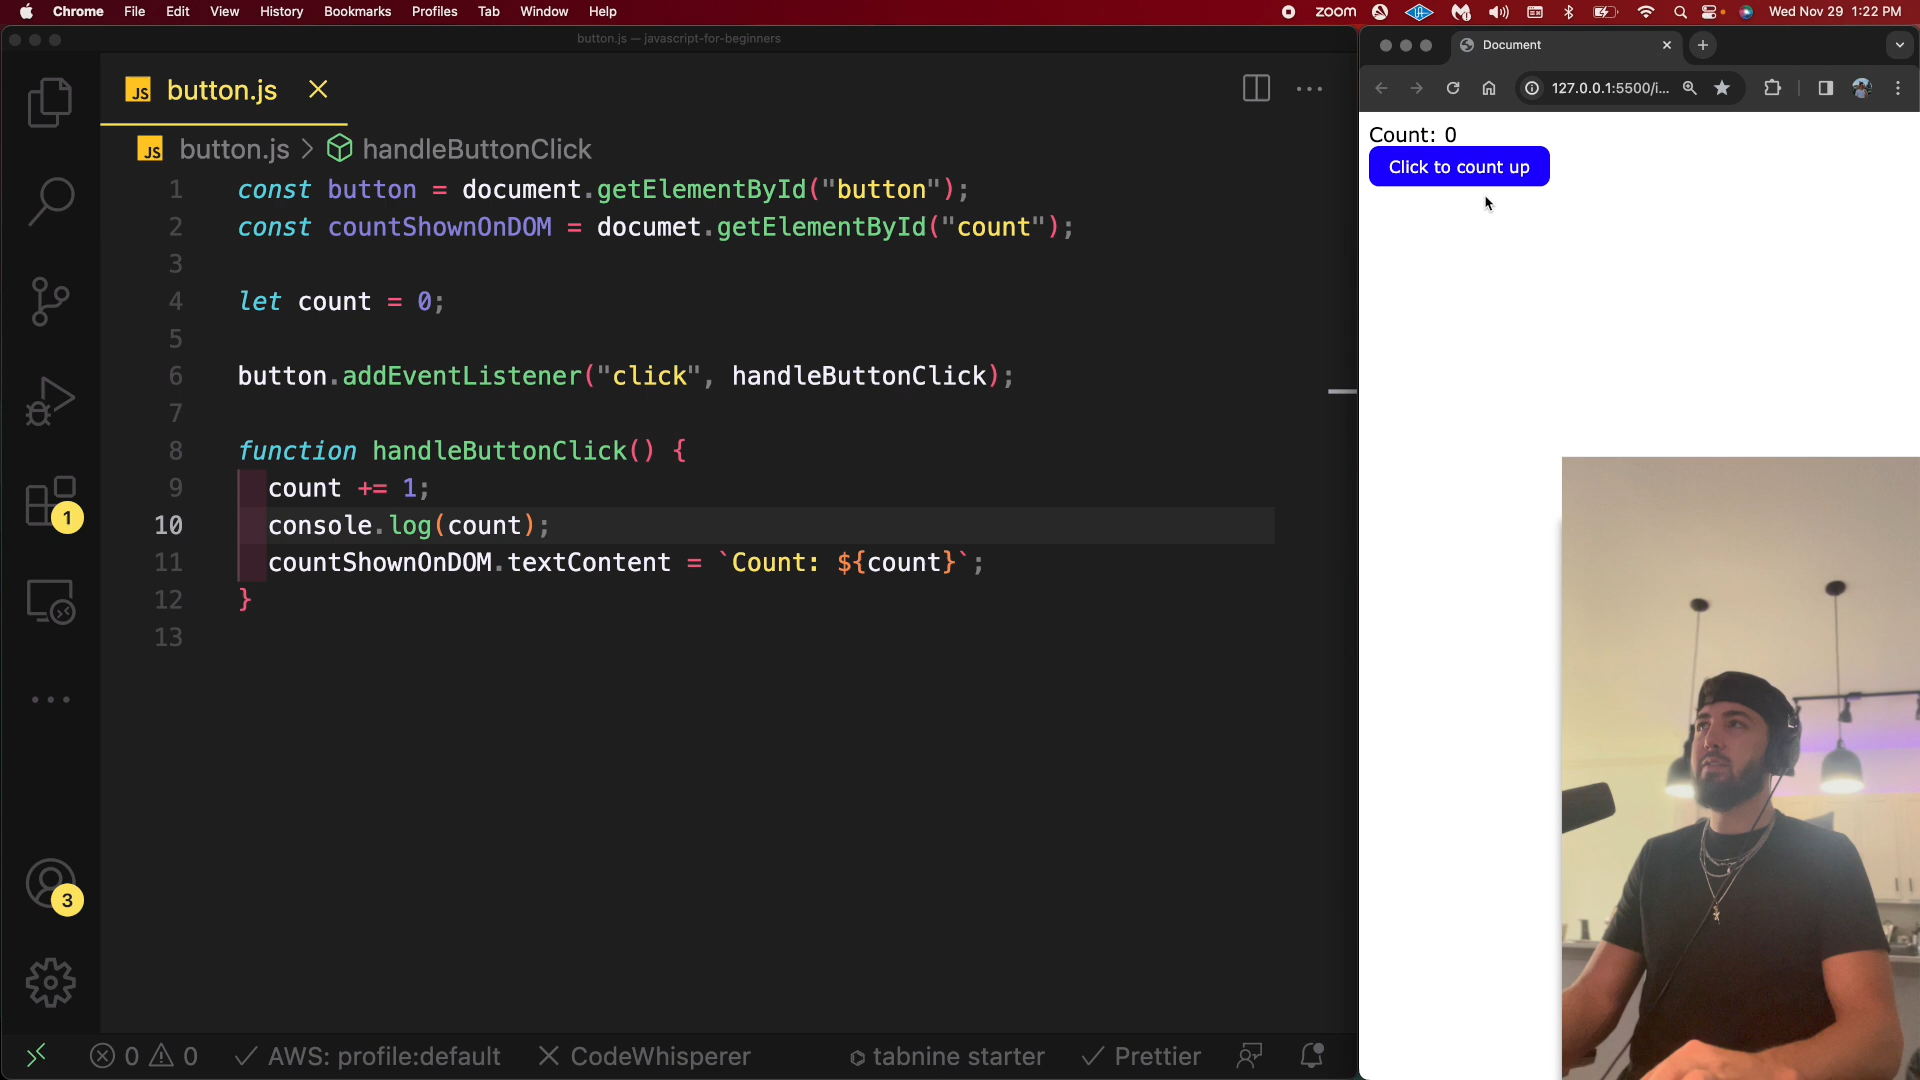 Chrome File Edit View History Bookmarks Profiles Tab Window Help
zoom Wed Nov 29 1:22 PM
button.js — javascript-for-beginners
JS button.js
JS button.js > handleButtonClick
1 const button = document.getElementById("button");
2 const countShownOnDOM = documet.getElementById("count");
3
4 let count = 0;
5
6 button.addEventListener("click", handleButtonClick);
7
8 function handleButtonClick() {
9 count += 1;
10 console.log(count);
11 countShownOnDOM.textContent = `Count: ${count}`;
12 }
13
1
3
0 0 AWS: profile:default CodeWhisperer tabnine starter Prettier
Document
127.0.0.1:5500/i...
Count: 0
Click to count up